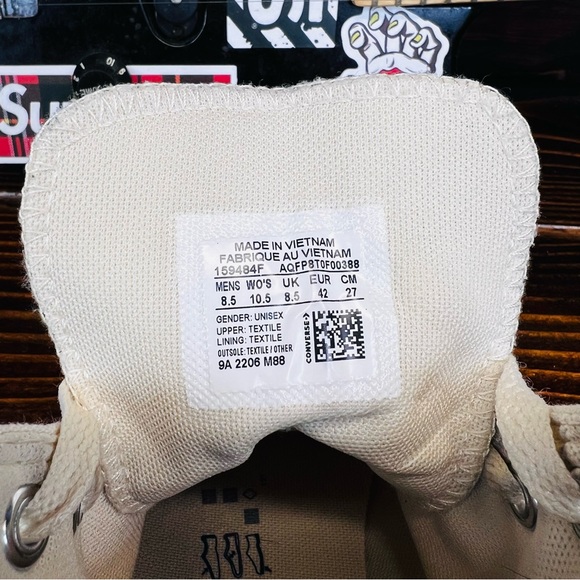 Su
MADE IN VIETNAM
FABRIQUE AU VIETNAM
159484F AQFP8T0F00388
MENS WO'S UK EUR CM
8.5 10.5 8.5 42 27
GENDER: UNISEX
UPPER: TEXTILE
LINING: TEXTILE
OUTSOLE: TEXTILE / OTHER
9A 2206 M88
CONVERSE